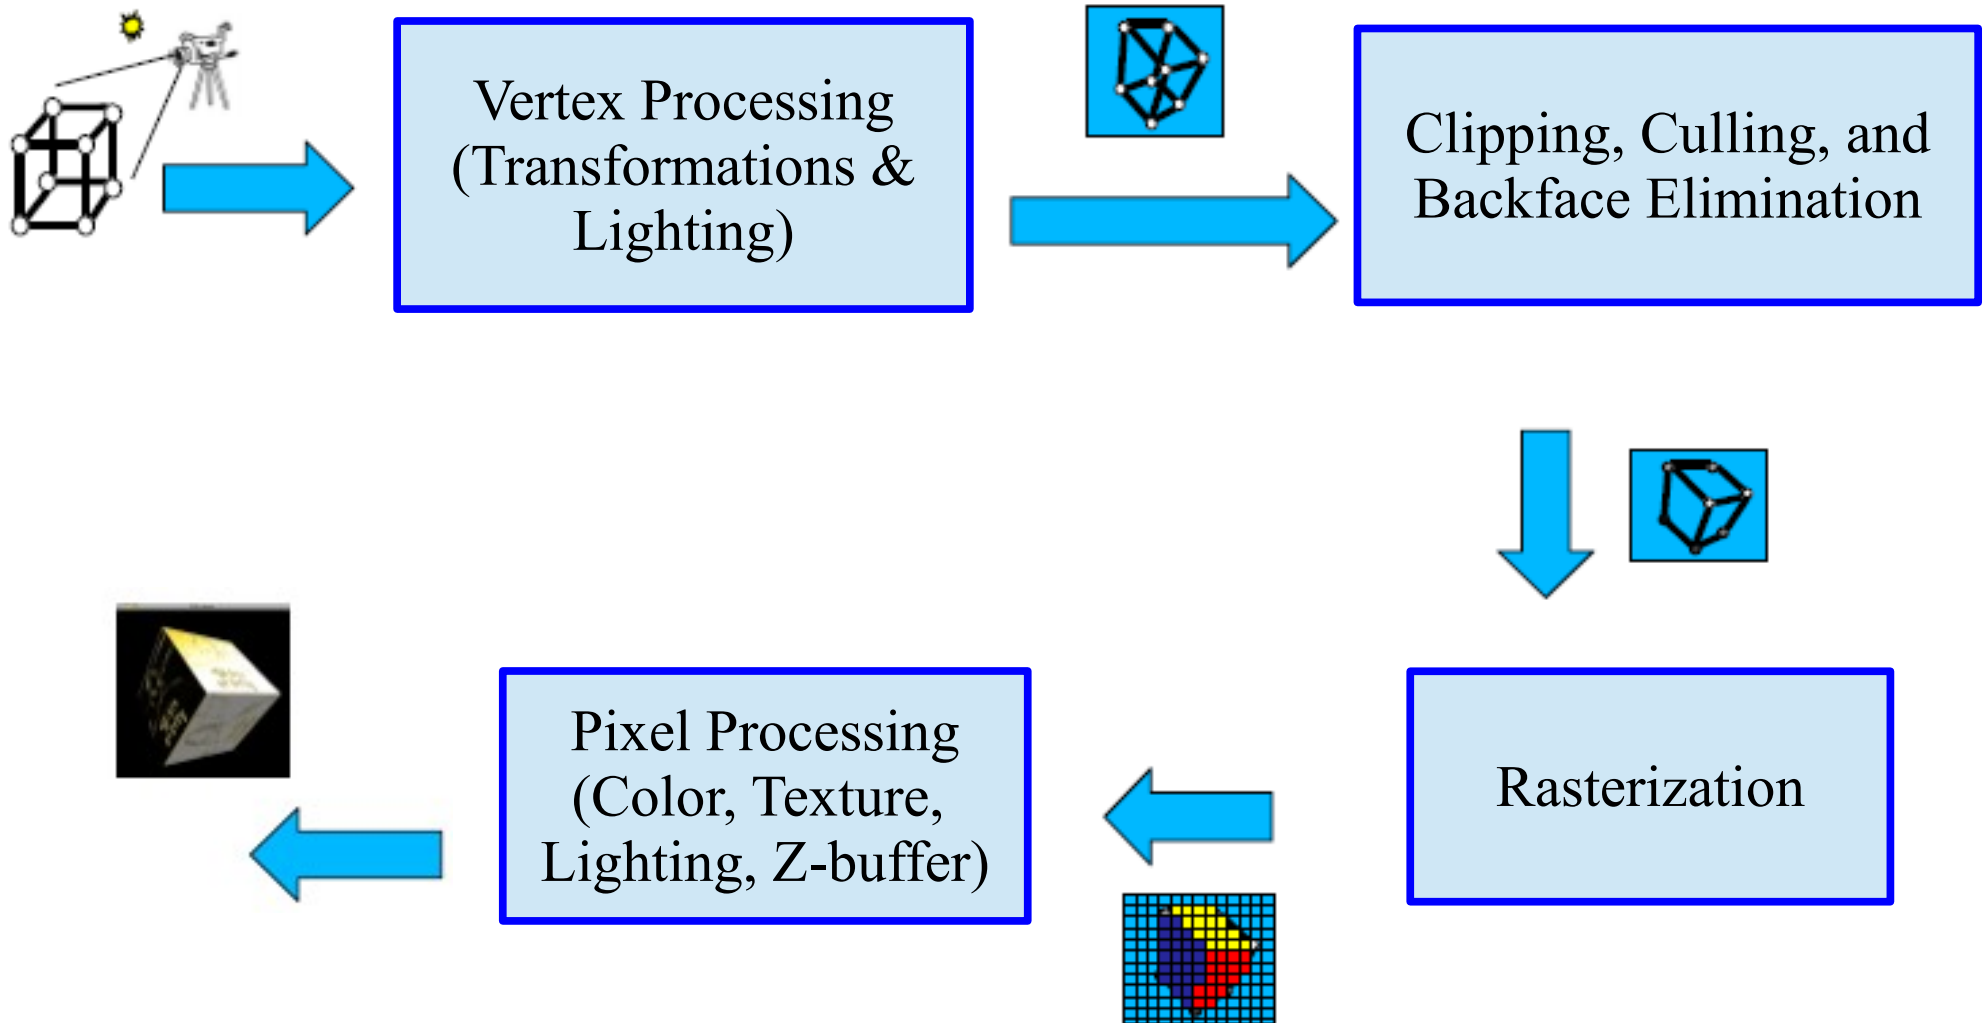 Vertex Processing
(Transformations &
Lighting)
Clipping, Culling, and
Backface Elimination
Rasterization
Pixel Processing
(Color, Texture,
Lighting, Z-buffer)